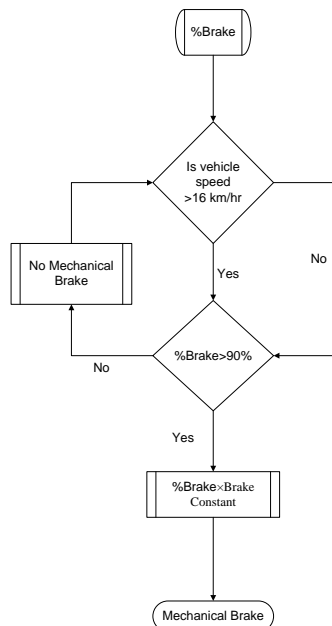 %Brake
Is vehicle
speed
>16 km/hr
No Mechanical
Brake
Yes
No
%Brake>90%
No
Yes
%Brake×Brake
Constant
Mechanical Brake